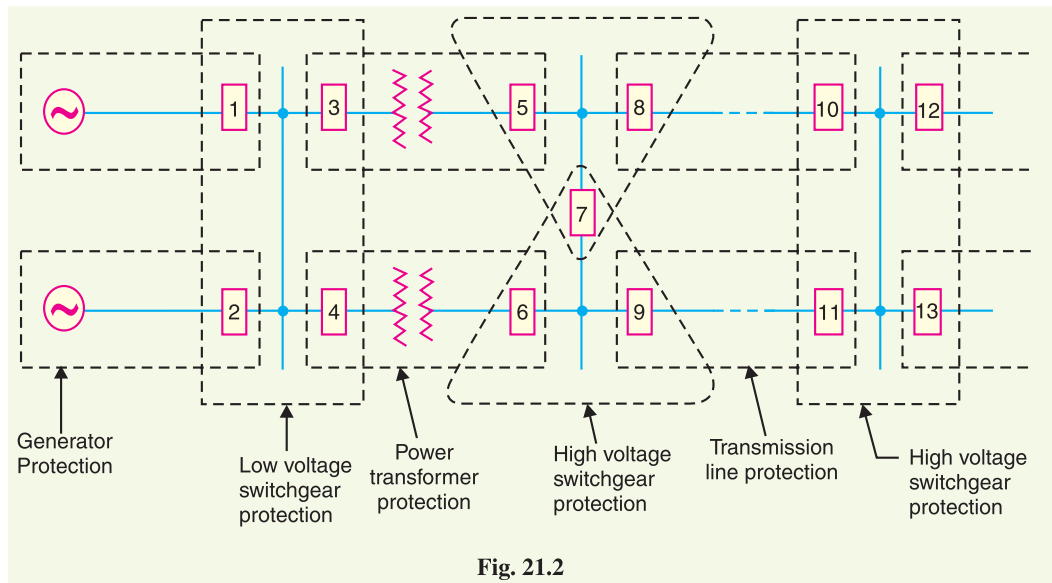 1
3
5
8
10
12
7
2
4
6
9
11
13
Generator
Protection
Low voltage
switchgear
protection
Power
transformer
protection
High voltage
switchgear
protection
Transmission
line protection
High voltage
switchgear
protection
Fig. 21.2